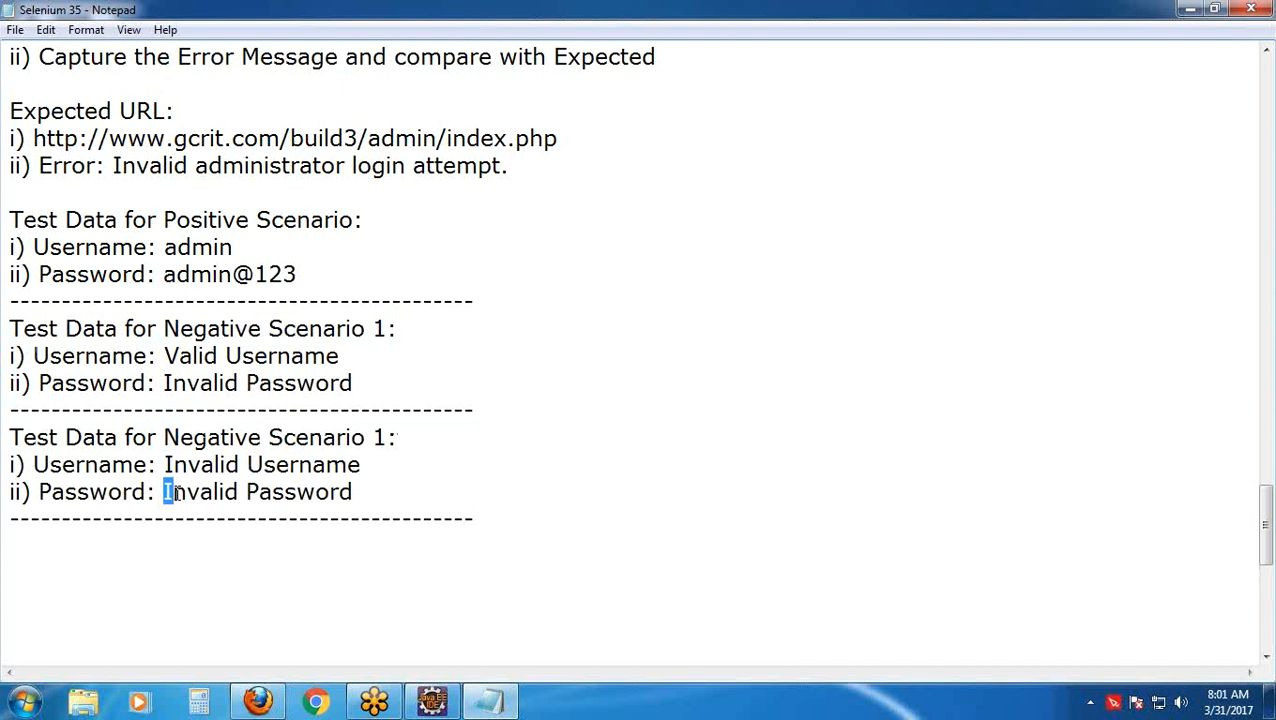 Selenium 35 - Notepad
File Edit Format View Help
ii) Capture the Error Message and compare with Expected
Expected URL:
i) http://www.gcrit.com/build3/admin/index.php
ii) Error: Invalid administrator login attempt.
Test Data for Positive Scenario:
i) Username: admin
ii) Password: admin@123
---------------------------------------------
Test Data for Negative Scenario 1:
i) Username: Valid Username
ii) Password: Invalid Password
---------------------------------------------
Test Data for Negative Scenario 1:
i) Username: Invalid Username
ii) Password: Invalid Password
---------------------------------------------
Java EE
IDE
8:01 AM
3/31/2017